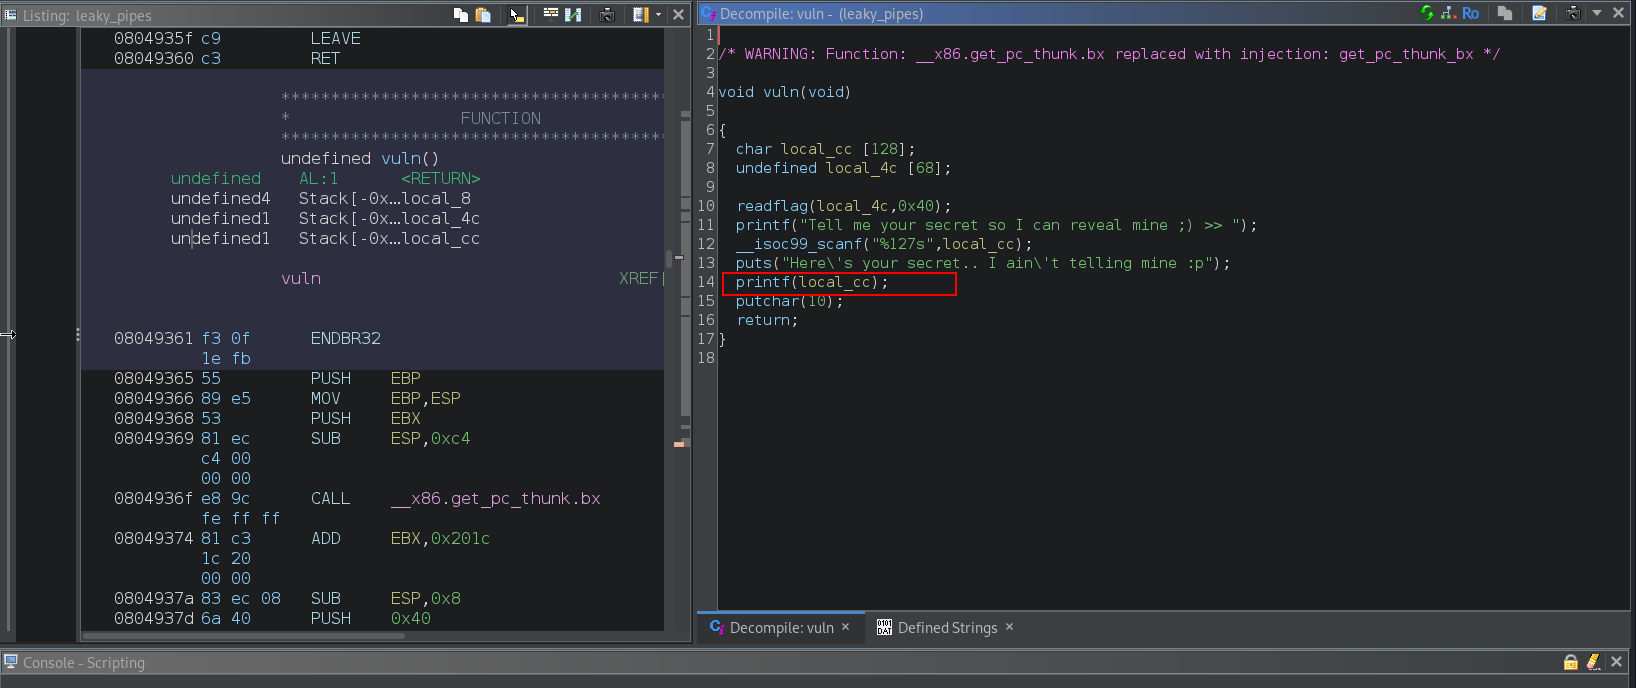 Listing: leaky_pipes
0804935f c9 LEAVE
08049360 c3 RET
*****************************************
* FUNCTION
*****************************************
undefined vuln()
undefined AL:1 <RETURN>
undefined4 Stack[-0x...local_8
undefined1 Stack[-0x...local_4c
undefined1 Stack[-0x...local_cc
vuln XREF[
08049361 f3 0f ENDBR32
1e fb
08049365 55 PUSH EBP
08049366 89 e5 MOV EBP,ESP
08049368 53 PUSH EBX
08049369 81 ec SUB ESP,0xc4
c4 00
00 00
0804936f e8 9c CALL __x86.get_pc_thunk.bx
fe ff ff
08049374 81 c3 ADD EBX,0x201c
1c 20
00 00
0804937a 83 ec 08 SUB ESP,0x8
0804937d 6a 40 PUSH 0x40
Decompile: vuln - (leaky_pipes)
Ro
1
2 /* WARNING: Function: __x86.get_pc_thunk.bx replaced with injection: get_pc_thunk_bx */
3
4 void vuln(void)
5
6 {
7 char local_cc [128];
8 undefined local_4c [68];
9
10 readflag(local_4c,0x40);
11 printf("Tell me your secret so I can reveal mine ;) >> ");
12 __isoc99_scanf("%127s",local_cc);
13 puts("Here\'s your secret.. I ain\'t telling mine :p");
14 printf(local_cc);
15 putchar(10);
16 return;
17 }
18
Decompile: vuln × Defined Strings ×
Console - Scripting